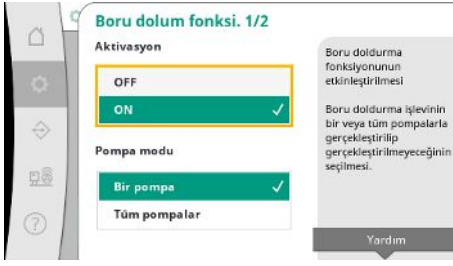 Boru dolum fonksi. 1/2
Aktivasyon
OFF
ON
Pompa modu
Bir pompa
Tüm pompalar
Boru doldurma
fonksiyonunun
etkinleştirilmesi
Boru doldurma işlevinin
bir veya tüm pompalarla
gerçekleştirilip
gerçekleştirilmeyeceğinin
seçilmesi.
Yardım